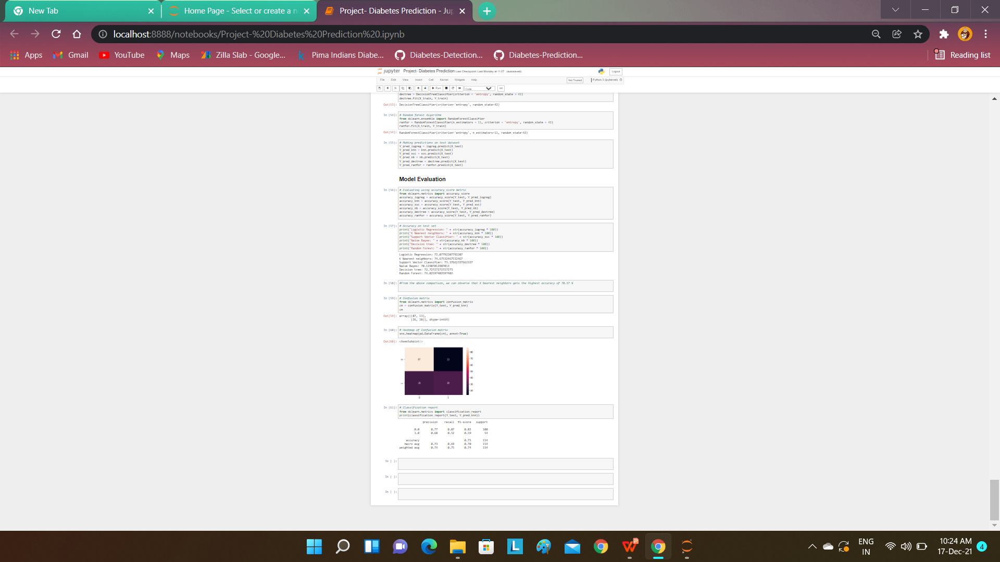 New Tab
Home Page - Select or create a n
Project- Diabetes Prediction - Jup
localhost:8888/notebooks/Project-%20Diabetes%20Prediction%20.ipynb
Apps
Gmail
YouTube
Maps
Zilla Slab - Google...
Pima Indians Diabe...
Diabetes-Detection...
Diabetes-Prediction...
Reading list
jupyter Project- Diabetes Prediction Last Checkpoint: Last Monday at 11:07 (autosaved)
Logout
File Edit View Insert Cell Kernel Widgets Help
Not Trusted
Python 3 (ipykernel)
Run
Code
dectree = DecisionTreeClassifier(criterion = 'entropy', random_state = 42)
dectree.fit(X_train, Y_train)
Out[53]: DecisionTreeClassifier(criterion='entropy', random_state=42)
In [54]: # Random forest Algorithm
from sklearn.ensemble import RandomForestClassifier
ranfor = RandomForestClassifier(n_estimators = 11, criterion = 'entropy', random_state = 42)
ranfor.fit(X_train, Y_train)
Out[54]: RandomForestClassifier(criterion='entropy', n_estimators=11, random_state=42)
In [55]: # Making predictions on test dataset
Y_pred_logreg = logreg.predict(X_test)
Y_pred_knn = knn.predict(X_test)
Y_pred_svc = svc.predict(X_test)
Y_pred_nb = nb.predict(X_test)
Y_pred_dectree = dectree.predict(X_test)
Y_pred_ranfor = ranfor.predict(X_test)
Model Evaluation
In [56]: # Evaluating using accuracy_score metric
from sklearn.metrics import accuracy_score
accuracy_logreg = accuracy_score(Y_test, Y_pred_logreg)
accuracy_knn = accuracy_score(Y_test, Y_pred_knn)
accuracy_svc = accuracy_score(Y_test, Y_pred_svc)
accuracy_nb = accuracy_score(Y_test, Y_pred_nb)
accuracy_dectree = accuracy_score(Y_test, Y_pred_dectree)
accuracy_ranfor = accuracy_score(Y_test, Y_pred_ranfor)
In [57]: # Accuracy on test set
print("Logistic Regression: " + str(accuracy_logreg * 100))
print("K Nearest neighbors: " + str(accuracy_knn * 100))
print("Support Vector Classifier: " + str(accuracy_svc * 100))
print("Naive Bayes: " + str(accuracy_nb * 100))
print("Decision tree: " + str(accuracy_dectree * 100))
print("Random Forest: " + str(accuracy_ranfor * 100))
Logistic Regression: 72.07792207792207
K Nearest neighbors: 74.67532467532467
Support Vector Classifier: 73.37662337662337
Naive Bayes: 70.12987012987013
Decision tree: 72.72727272727273
Random Forest: 74.02597402597402
In [58]: #From the above comparison, we can observe that K Nearest neighbors gets the highest accuracy of 78.57 %
In [59]: # Confusion matrix
from sklearn.metrics import confusion_matrix
cm = confusion_matrix(Y_test, Y_pred_knn)
cm
Out[59]: array([[87, 13],
[26, 28]], dtype=int64)
In [60]: # Heatmap of Confusion matrix
sns.heatmap(pd.DataFrame(cm), annot=True)
Out[60]: <AxesSubplot:>
87 13
26 28
0 1
80
70
60
50
40
30
20
In [61]: # Classification report
from sklearn.metrics import classification_report
print(classification_report(Y_test, Y_pred_knn))
precision recall f1-score support
0.0 0.77 0.87 0.82 100
1.0 0.68 0.52 0.59 54
accuracy 0.75 154
macro avg 0.73 0.69 0.70 154
weighted avg 0.74 0.75 0.74 154
In [ ]:
In [ ]:
In [ ]:
ENG
IN
10:24 AM
17-Dec-21
4